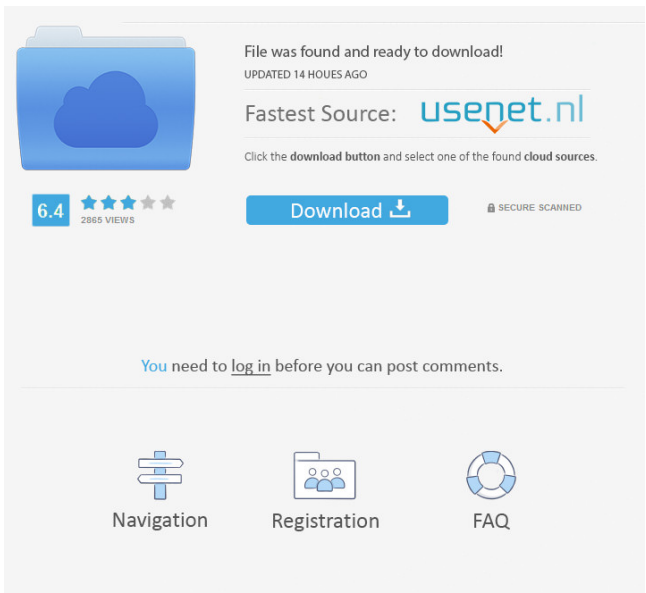 File was found and ready to download!
UPDATED 14 HOUES AGO
Fastest Source: usenet.nl
Click the download button and select one of the found cloud sources.
6.4
2865 VIEWS
Download
SECURE SCANNED
You need to log in before you can post comments.
Navigation
Registration
FAQ